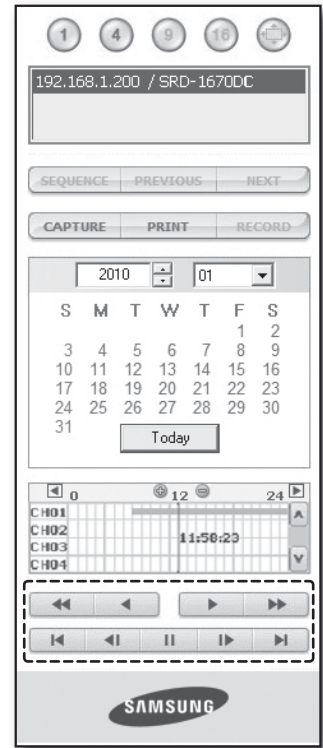 1 4 9 16
192.168.1.200 / SRD-1670DC
SEQUENCE PREVIOUS NEXT
CAPTURE PRINT RECORD
2010 01
S M T W T F S
1 2
3 4 5 6 7 8 9
10 11 12 13 14 15 16
17 18 19 20 21 22 23
24 25 26 27 28 29 30
31 Today
0 12 24
CH01
CH02
11:58:23
CH03
CH04
SAMSUNG